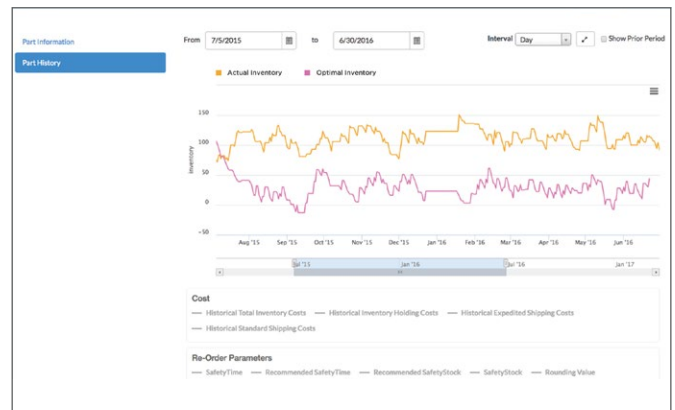 Part Information
Part History
From 7/5/2015 to 6/30/2016 Interval Day Show Prior Period
Actual Inventory Optimal Inventory
150
100
50
0
-50
Inventory
Aug '15 Sep '15 Oct '15 Nov '15 Dec '15 Jan '16 Feb '16 Mar '16 Apr '16 May '16 Jun '16
Jul '15 Jan '16 Jul '16 Jan '17
Cost
Historical Total Inventory Costs Historical Inventory Holding Costs Historical Expedited Shipping Costs
Historical Standard Shipping Costs
Re-Order Parameters
SafetyTime Recommended SafetyTime Recommended SafetyStock SafetyStock Rounding Value